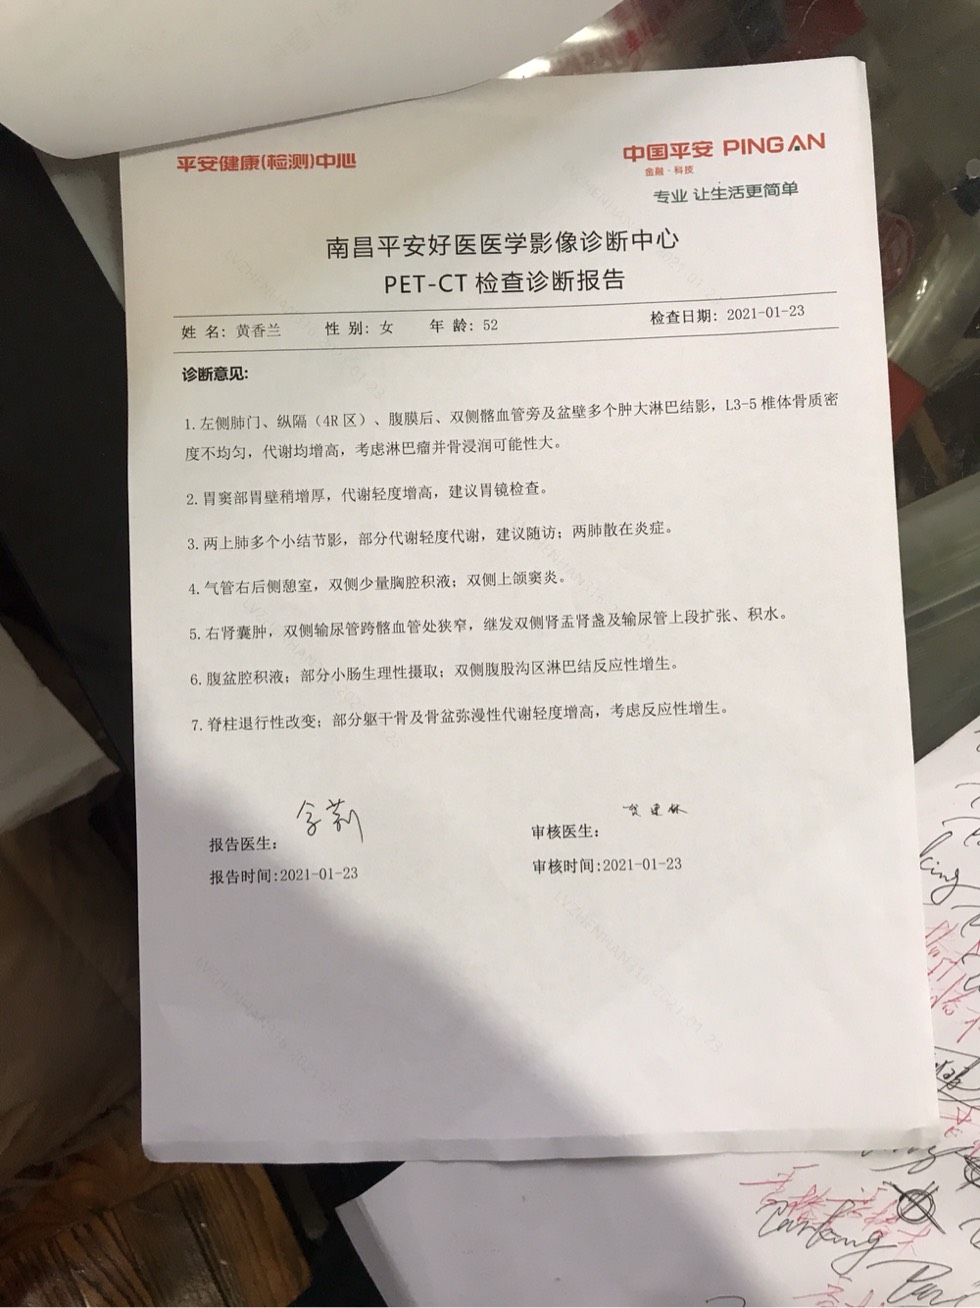 平安健康(检测)中心
中国平安 PING AN
金融·科技
专业 让生活更简单
南昌平安好医医学影像诊断中心
PET-CT 检查诊断报告
姓 名: 黄香兰 性 别: 女 年 龄: 52 检查日期: 2021-01-23
诊断意见:
1.左侧肺门、纵隔（4R 区）、腹膜后、双侧髂血管旁及盆壁多个肿大淋巴结影，L3-5 椎体骨质密
度不均匀，代谢均增高，考虑淋巴瘤并骨浸润可能性大。
2.胃窦部胃壁稍增厚，代谢轻度增高，建议胃镜检查。
3.两上肺多个小结节影，部分代谢轻度代谢，建议随访；两肺散在炎症。
4.气管右后侧憩室，双侧少量胸腔积液；双侧上颌窦炎。
5.右肾囊肿，双侧输尿管跨髂血管处狭窄，继发双侧肾盂肾盏及输尿管上段扩张、积水。
6.腹盆腔积液；部分小肠生理性摄取；双侧腹股沟区淋巴结反应性增生。
7.脊柱退行性改变；部分躯干骨及骨盆弥漫性代谢轻度增高，考虑反应性增生。
报告医生: 审核医生:
报告时间:2021-01-23 审核时间:2021-01-23